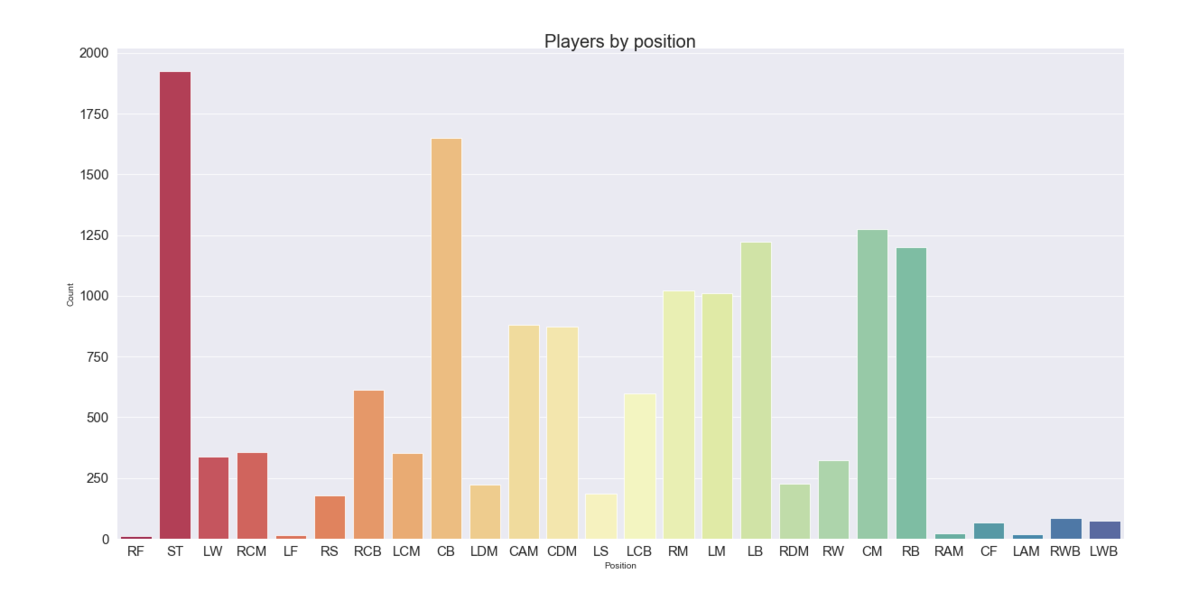 Players by position
2000
1750
1500
1250
1000
750
500
250
0
Count
RF ST LW RCM LF RS RCB LCM CB LDM CAM CDM LS LCB RM LM LB RDM RW CM RB RAM CF LAM RWB LWB
Position